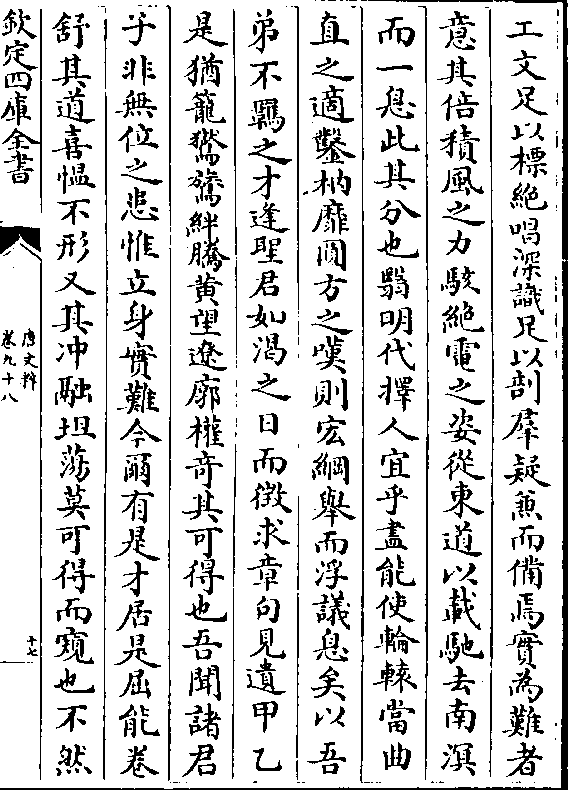 工文足以標絶唱深識足以剖羣疑兼而備焉實為難者
意其倍積風之力駭絶電之姿從東道以載馳去南溟
而一息此其分也翳明代擇人宜乎盡能使輪轅當曲
直之適鑿枘靡圓方之嘆則宏綱舉而浮議息矣以吾
弟不羈之才逢聖君如渴之日而徴求章句見遺甲乙
是猶籠鸑鷟絆騰黄望遼廓權竒其可得也吾聞諸君
子非無位之患惟立身實難今爾有是才居是屈能卷
舒其道喜愠不形又其冲融坦蕩莫可得而窺也不然
欽定四庫全書
唐文粹
卷九十八
十七